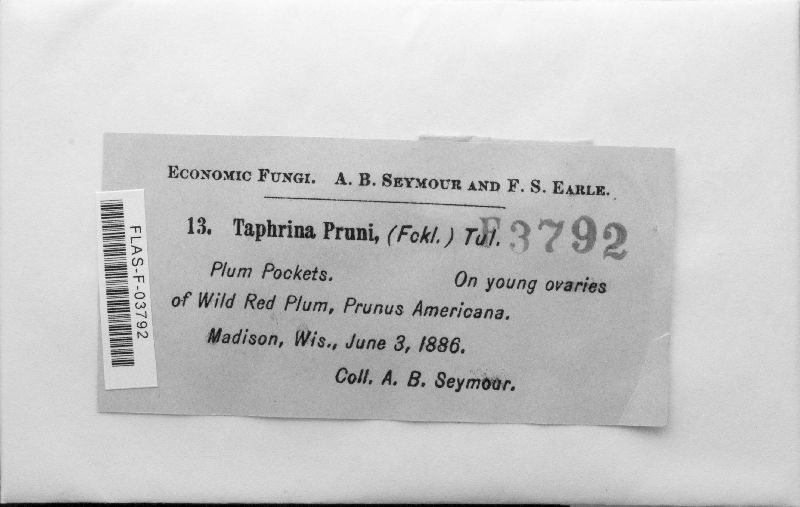 Economic Fungi. A. B. Seymour and F. S. Earle.
13. Taphrina Pruni, (Fckl.) Tul.
F3792
Plum Pockets. On young ovaries
of Wild Red Plum, Prunus Americana.
Madison, Wis., June 3, 1886.
Coll. A. B. Seymour.
FLAS-F-03792